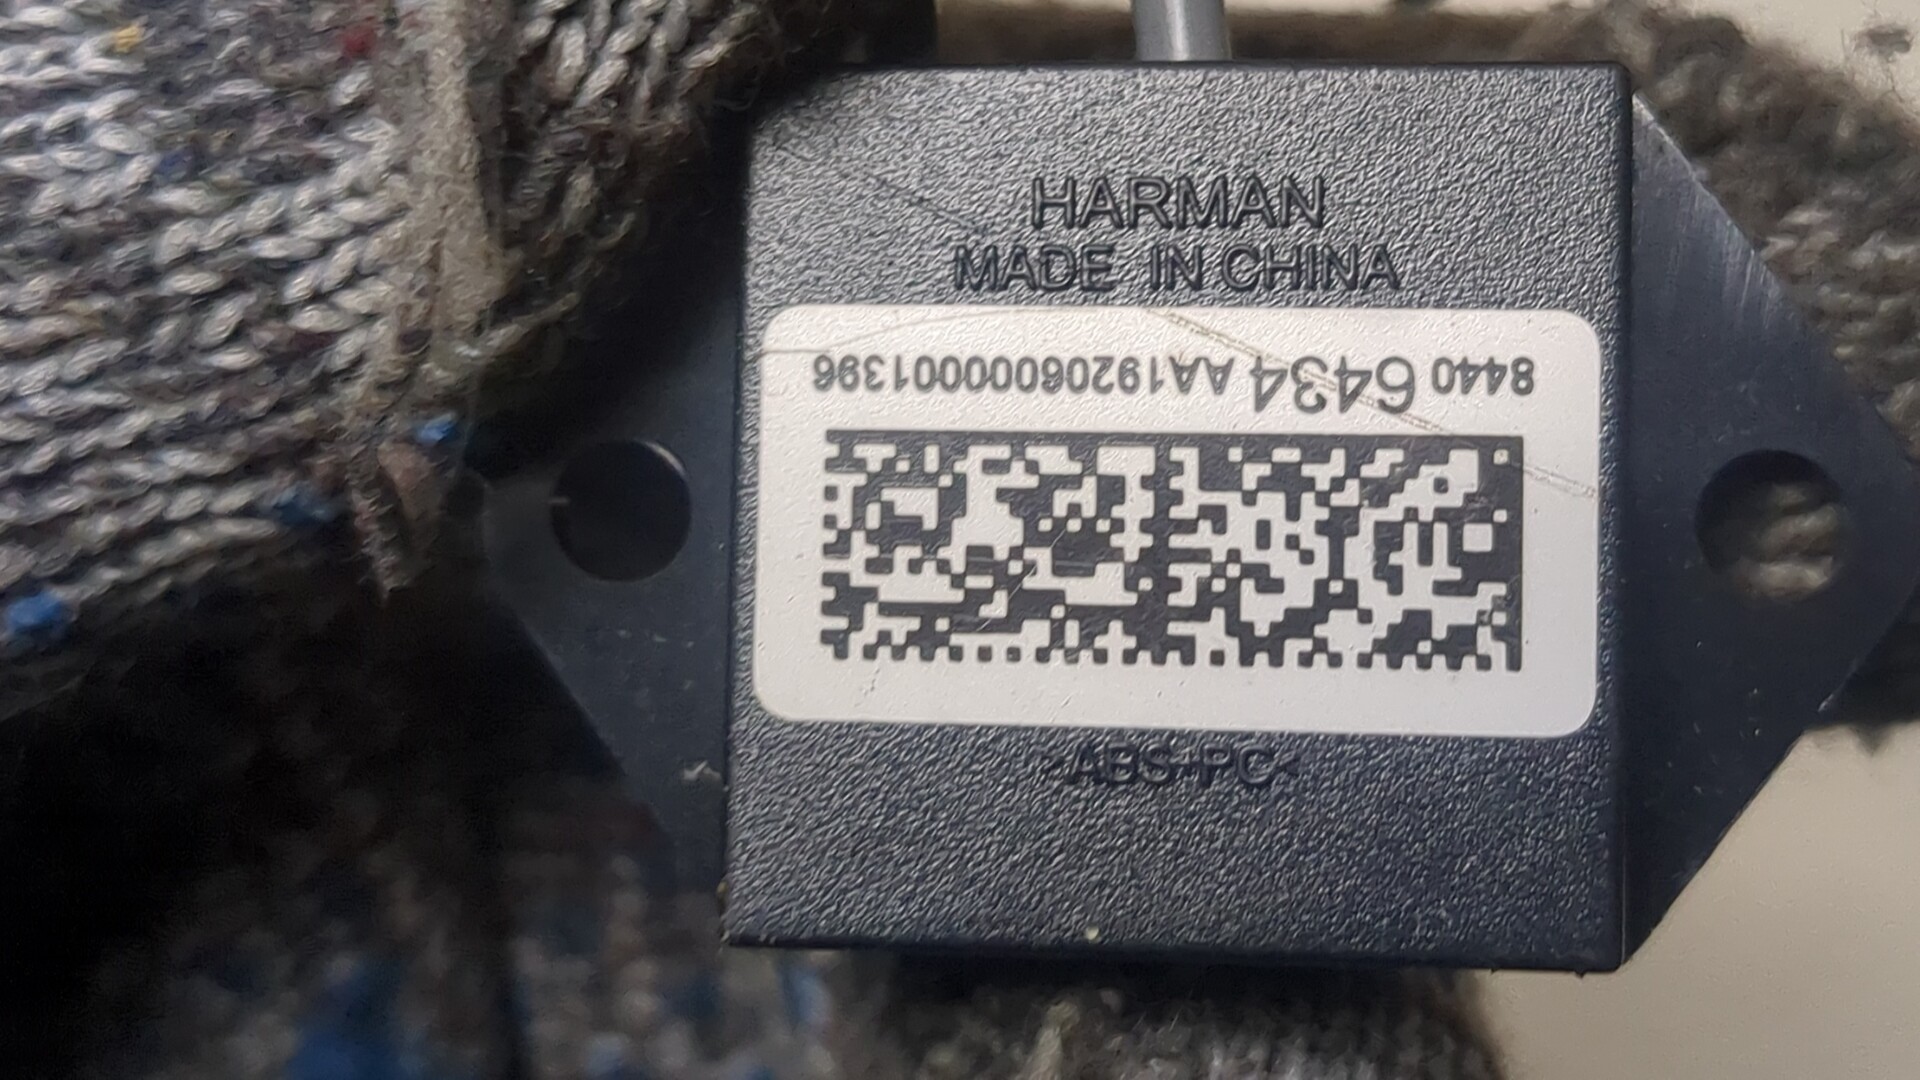 HARMAN
MADE IN CHINA
8440 6434 AA1920600001396
>ABS+PC<